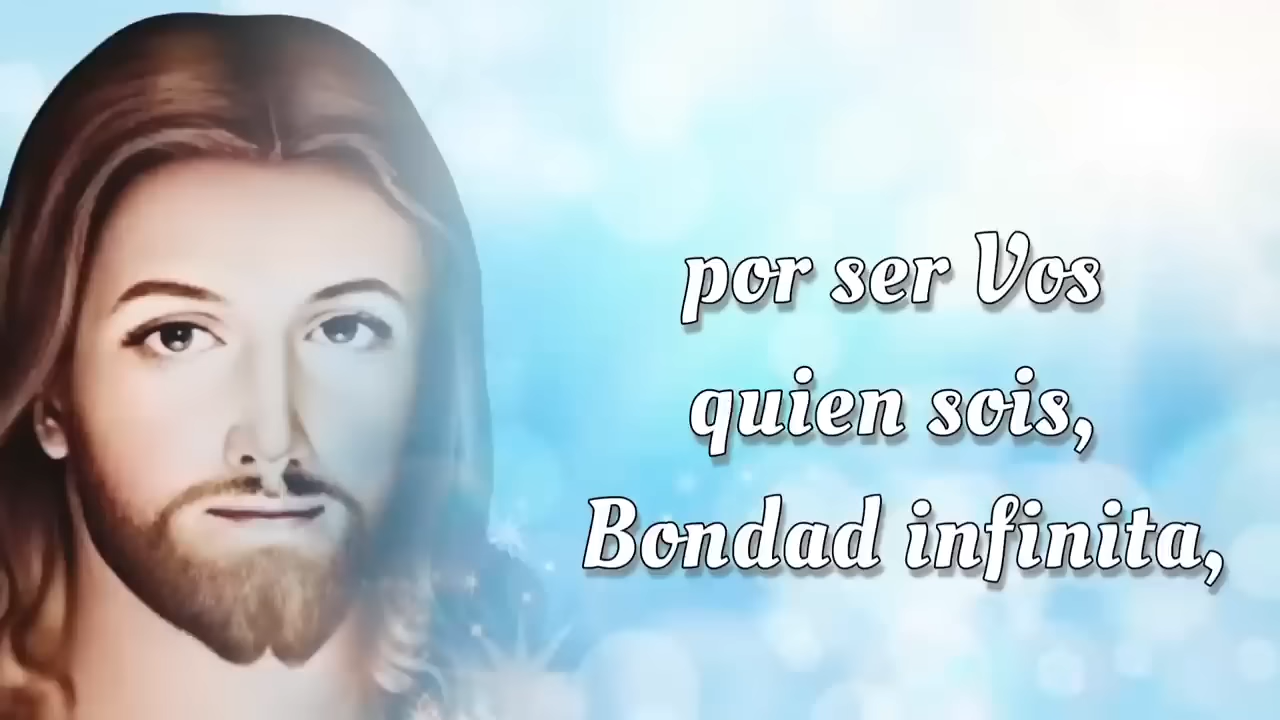 por ser Vos
quien sois,
Bondad infinita,